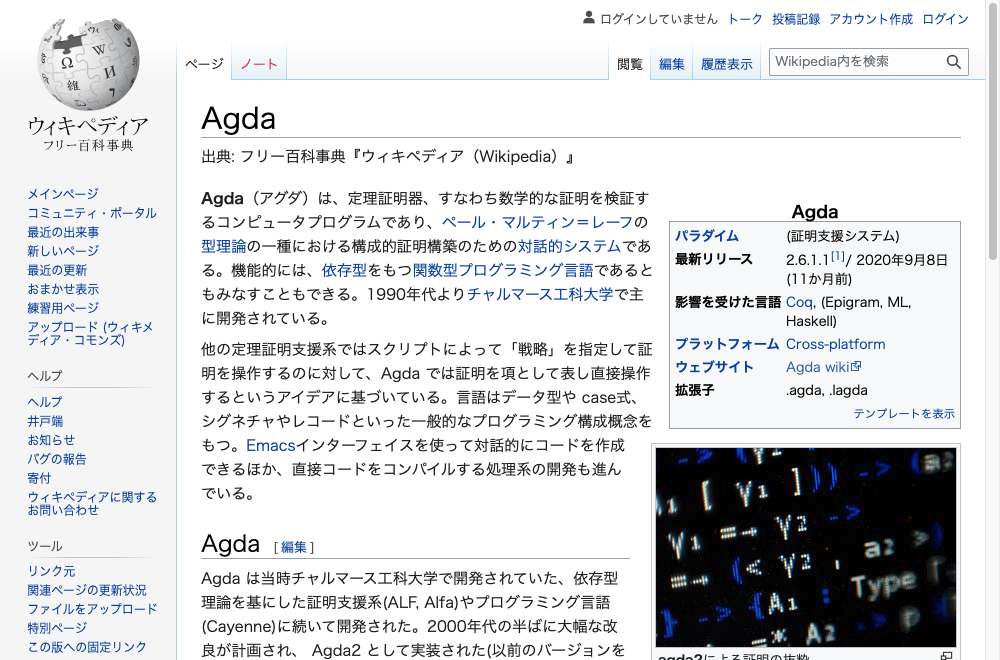 ログインしていません トーク 投稿記録 アカウント作成 ログイン
ページ ノート 閲覧 編集 履歴表示 Wikipedia内を検索
ウィキペディア
フリー百科事典
メインページ
コミュニティ・ポータル
最近の出来事
新しいページ
最近の更新
おまかせ表示
練習用ページ
アップロード (ウィキメ
ディア・コモンズ)
ヘルプ
ヘルプ
井戸端
お知らせ
バグの報告
寄付
ウィキペディアに関する
お問い合わせ
ツール
リンク元
関連ページの更新状況
ファイルをアップロード
特別ページ
この版への固定リンク
Agda
出典: フリー百科事典『ウィキペディア（Wikipedia）』
Agda（アグダ）は、定理証明器、すなわち数学的な証明を検証す
るコンピュータプログラムであり、ペール・マルティン＝レーフの
型理論の一種における構成的証明構築のための対話的システムであ
る。機能的には、依存型をもつ関数型プログラミング言語であると
もみなすこともできる。1990年代よりチャルマース工科大学で主
に開発されている。
他の定理証明支援系ではスクリプトによって「戦略」を指定して証
明を操作するのに対して、Agda では証明を項として表し直接操作
するというアイデアに基づいている。言語はデータ型や case式、
シグネチャやレコードといった一般的なプログラミング構成概念を
もつ。Emacsインターフェイスを使って対話的にコードを作成
できるほか、直接コードをコンパイルする処理系の開発も進ん
でいる。
Agda
パラダイム (証明支援システム)
最新リリース 2.6.1.1[1]/ 2020年9月8日
(11か月前)
影響を受けた言語 Coq, (Epigram, ML,
Haskell)
プラットフォーム Cross-platform
ウェブサイト Agda wiki
拡張子 .agda, .lagda
テンプレートを表示
agda2による証明の抜粋
Agda [編集]
Agda は当時チャルマース工科大学で開発されていた、依存型
理論を基にした証明支援系(ALF, Alfa)やプログラミング言語
(Cayenne)に続いて開発された。2000年代の半ばに大幅な改
良が計画され、 Agda2 として実装された(以前のバージョンを